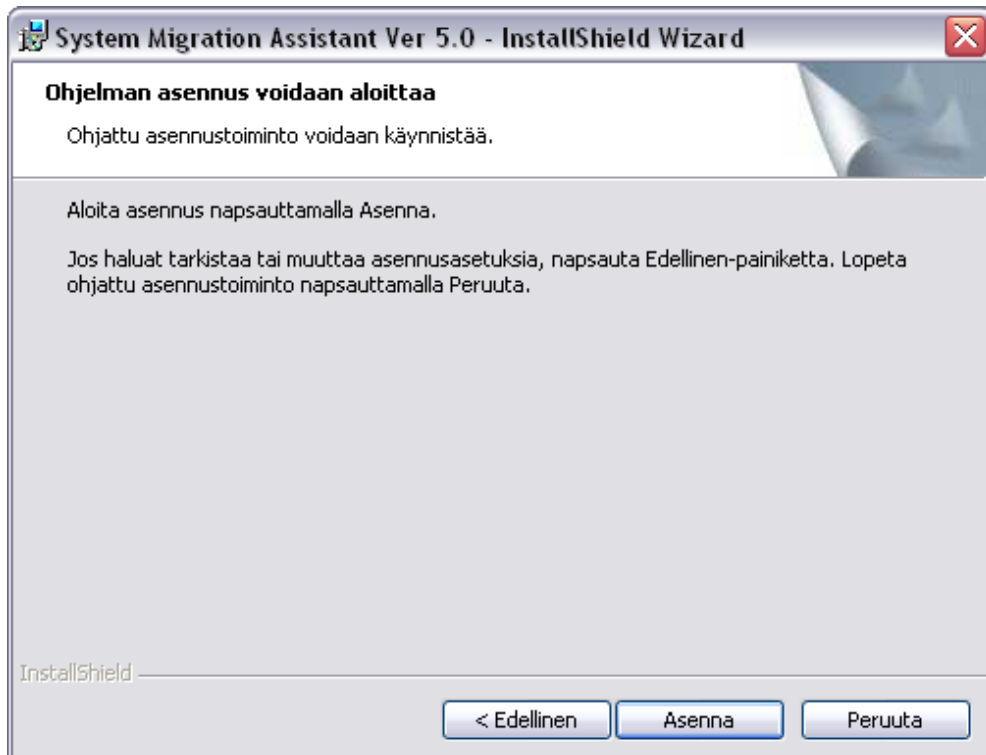 System Migration Assistant Ver 5.0 - InstallShield Wizard
Ohjelman asennus voidaan aloittaa
Ohjattu asennustoiminto voidaan käynnistää.
Aloita asennus napsauttamalla Asenna.
Jos haluat tarkistaa tai muuttaa asennusasetuksia, napsauta Edellinen-painiketta. Lopeta
ohjattu asennustoiminto napsauttamalla Peruuta.
InstallShield
< Edellinen
Asenna
Peruuta